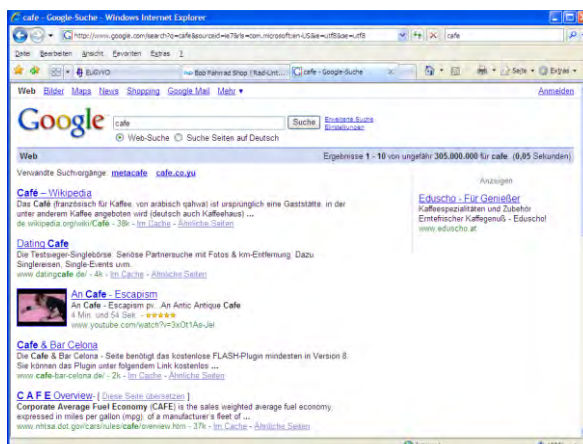 cafe - Google-Suche - Windows Internet Explorer
cafe
Datei Bearbeiten Ansicht Favoriten Extras ?
cafe - Google-Suche
Seite Extras
Web Bilder Maps News Shopping Google Mail Mehr
Anmelden
Google
cafe
Suche
Erweiterte Suche
Einstellungen
Web-Suche Suche Seiten auf Deutsch
Web
Ergebnisse 1 - 10 von ungefähr 305.000.000 für cafe. (0,05 Sekunden)
Verwandte Suchvorgänge: metacafe cafe.co.yu
Café – Wikipedia
Das Café (französisch für Kaffee, von arabisch qahwa) ist ursprünglich eine Gaststätte, in der
unter anderem Kaffee angeboten wird (deutsch auch Kaffeehaus) ...
de.wikipedia.org/wiki/Café - 38k - Im Cache - Ähnliche Seiten
Dating Cafe
Die Testsieger-Singlebörse. Seriöse Partnersuche mit Fotos & km-Entfernung. Dazu
Singlereisen, Single-Events uvm.
www.datingcafe.de/ - 4k - Im Cache - Ähnliche Seiten
An Cafe - Escapism
An Cafe - Escapism pv. An Antic Antique Cafe
4 Min. und 54 Sek. -
www.youtube.com/watch?v=3xOt1As-JeI
Cafe & Bar Celona
Die Cafe & Bar Celona - Seite benötigt das kostenlose FLASH-Plugin mindesten in Version 8.
Sie können das Plugin unter folgendem Link kostenlos ...
www.cafe-bar-celona.de/ - 2k - Im Cache - Ähnliche Seiten
C A F E Overview - [ Diese Seite übersetzen ]
Corporate Average Fuel Economy (CAFE) is the sales weighted average fuel economy,
expressed in miles per gallon (mpg), of a manufacturer's fleet of ...
www.nhtsa.dot.gov/cars/rules/cafe/overview.htm - 37k - Im Cache - Ähnliche Seiten
Anzeigen
Eduscho - Für Genießer
Kaffeespezialitäten und Zubehör
Erntefrischer Kaffeegenuß - Eduscho!
www.eduscho.at